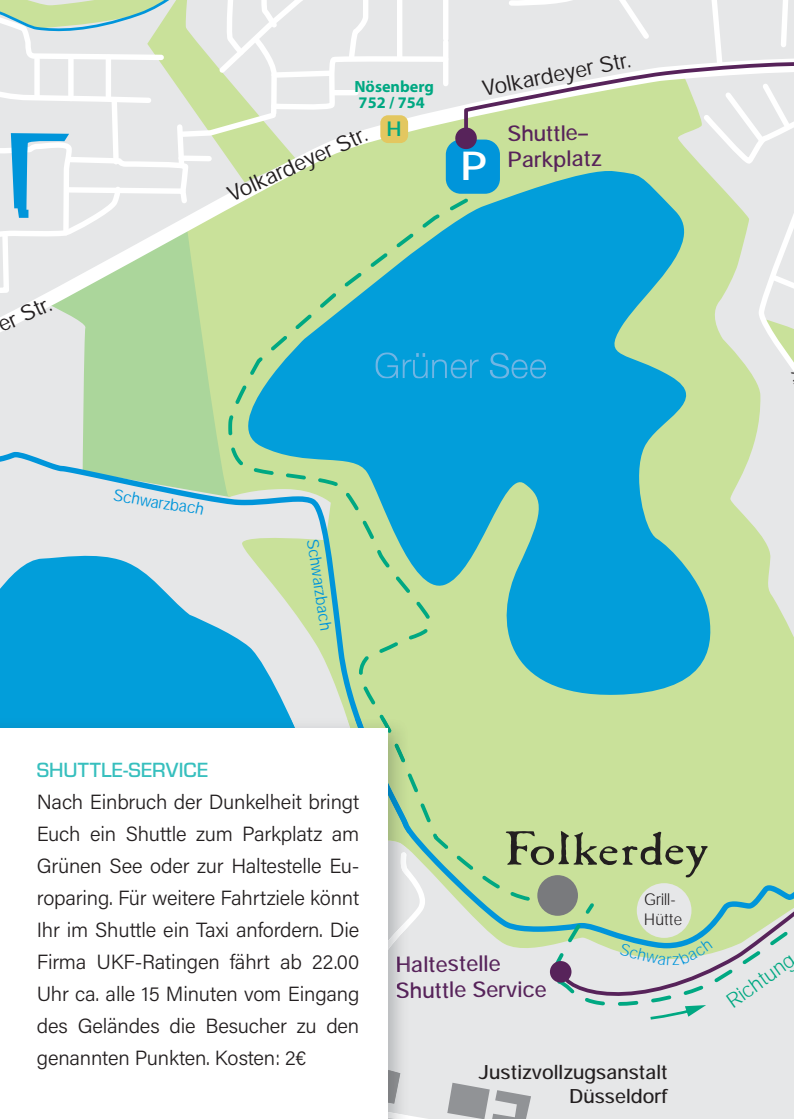 Volkardeyer Str.
Nösenberg
752 / 754
H
Volkardeyer Str.
Shuttle–
Parkplatz
P
er Str.
Grüner See
Schwarzbach
Schwarzbach
SHUTTLE-SERVICE
Nach Einbruch der Dunkelheit bringt
Euch ein Shuttle zum Parkplatz am
Grünen See oder zur Haltestelle Eu-
roparing. Für weitere Fahrtziele könnt
Ihr im Shuttle ein Taxi anfordern. Die
Firma UKF-Ratingen fährt ab 22.00
Uhr ca. alle 15 Minuten vom Eingang
des Geländes die Besucher zu den
genannten Punkten. Kosten: 2€
Folkerdey
Grill-
Hütte
Schwarzbach
Haltestelle
Shuttle Service
Richtung
Justizvollzugsanstalt
Düsseldorf